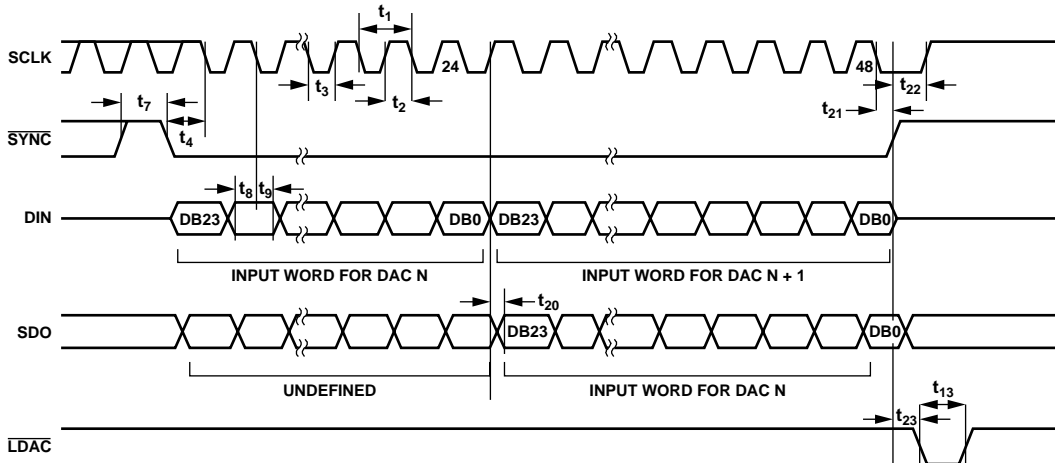 t1
SCLK
24
48
t3
t2
t22
t7
t21
t4
SYNC
t8 t9
DIN
DB23
DB0
DB23
DB0
INPUT WORD FOR DAC N
INPUT WORD FOR DAC N + 1
t20
SDO
DB23
DB0
UNDEFINED
INPUT WORD FOR DAC N
t13
t23
LDAC